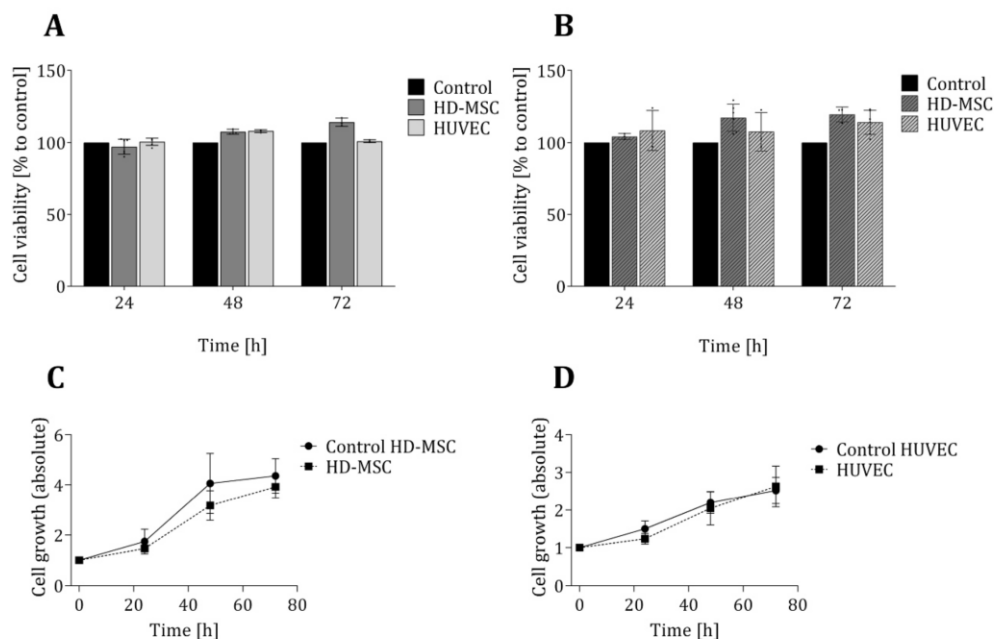 A
Cell viability [% to control]
150
100
50
0
24
48
72
Time [h]
Control
HD-MSC
HUVEC
B
Cell viability [% to control]
150
100
50
0
24
48
72
Time [h]
Control
HD-MSC
HUVEC
C
Cell growth (absolute)
6
4
2
0
0
20
40
60
80
Time [h]
Control HD-MSC
HD-MSC
D
Cell growth (absolute)
4
3
2
1
0
0
20
40
60
80
Time [h]
Control HUVEC
HUVEC